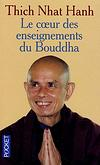 Thich Nhat Hanh
Le cœur des
enseignements
du Bouddha
POCKET